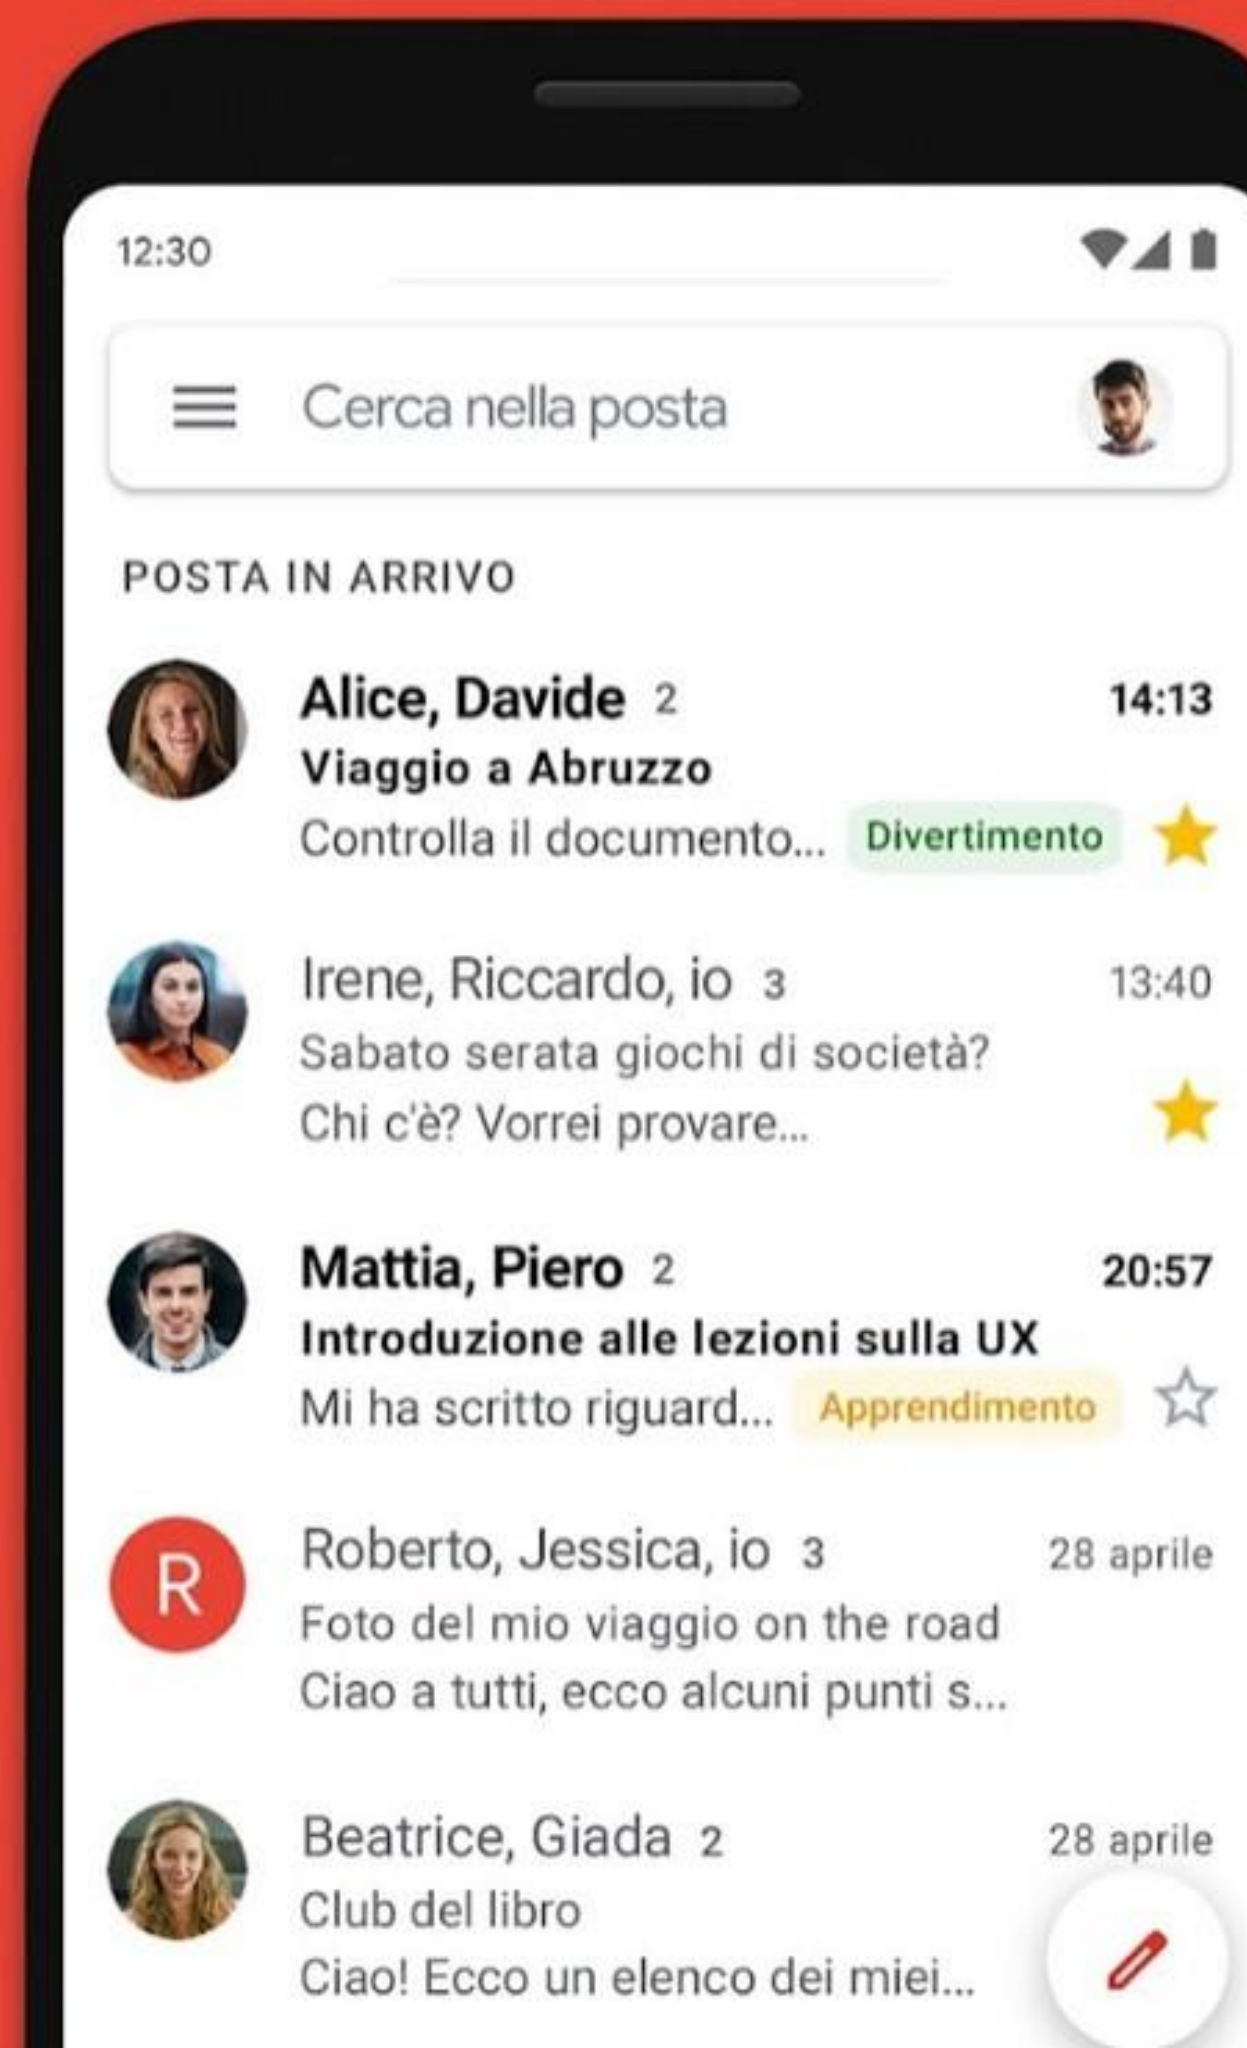 12:30
Cerca nella posta
POSTA IN ARRIVO
Alice, Davide 2 14:13
Viaggio a Abruzzo
Controlla il documento... Divertimento
Irene, Riccardo, io 3 13:40
Sabato serata giochi di società?
Chi c'è? Vorrei provare...
Mattia, Piero 2 20:57
Introduzione alle lezioni sulla UX
Mi ha scritto riguard... Apprendimento
R Roberto, Jessica, io 3 28 aprile
Foto del mio viaggio on the road
Ciao a tutti, ecco alcuni punti s...
Beatrice, Giada 2 28 aprile
Club del libro
Ciao! Ecco un elenco dei miei...